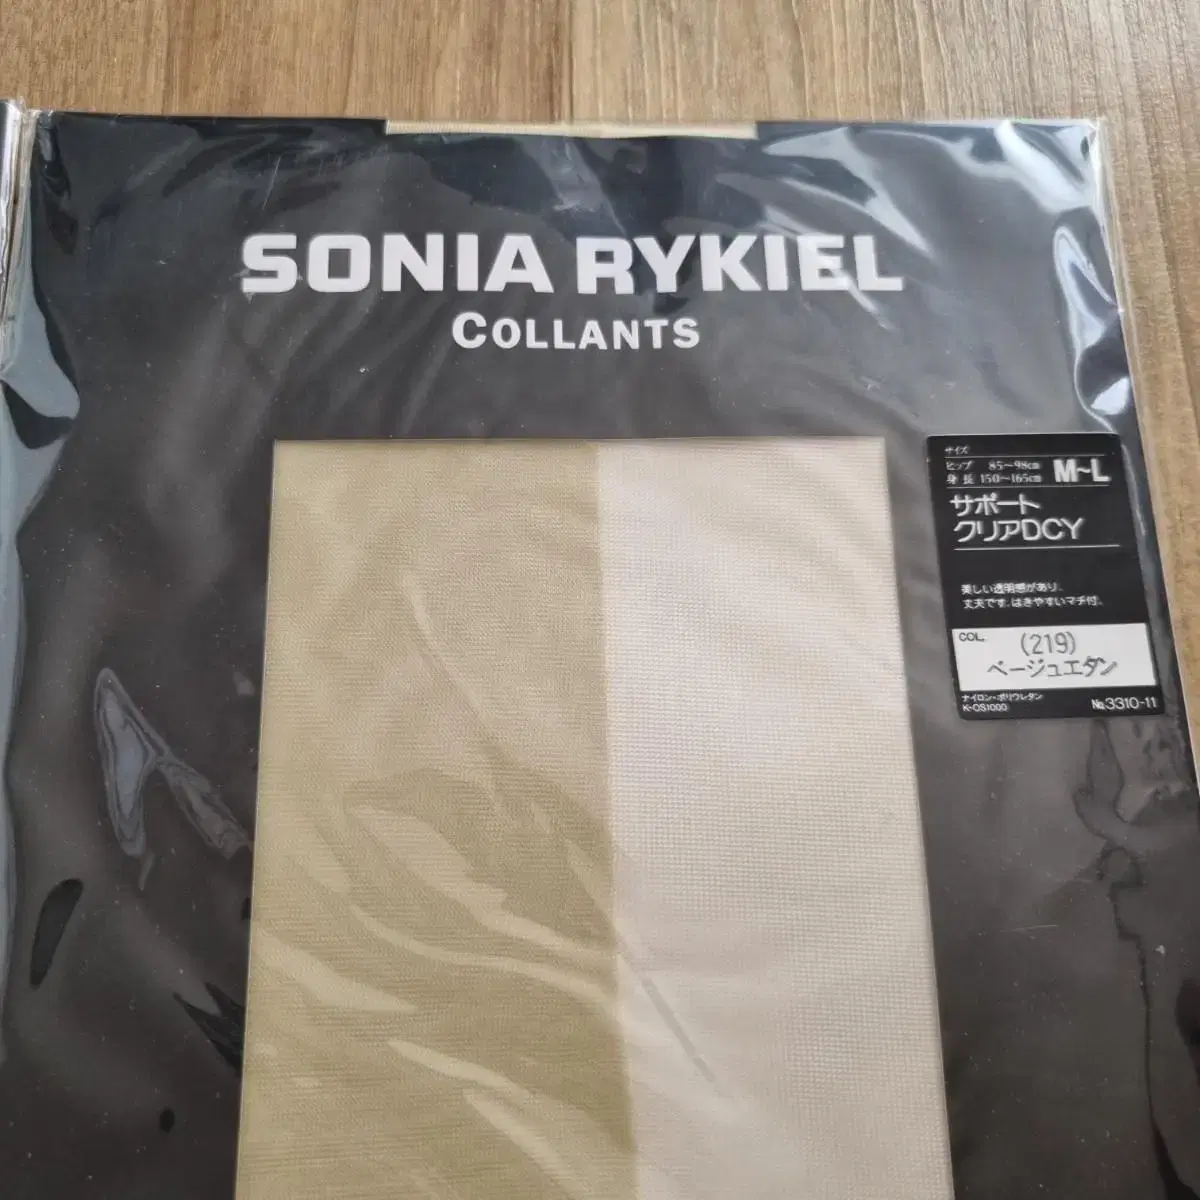 SONIA RYKIEL
COLLANTS
サイズ
ヒップ 85~98cm
身長 150~165cm M~L
サポート
クリアDCY
美しい透明感があり、
丈夫です。はきやすいマチ付。
COL.
(219)
ベージュエタン
ナイロン・ポリウレタン
K-OS1000 No.3310-11